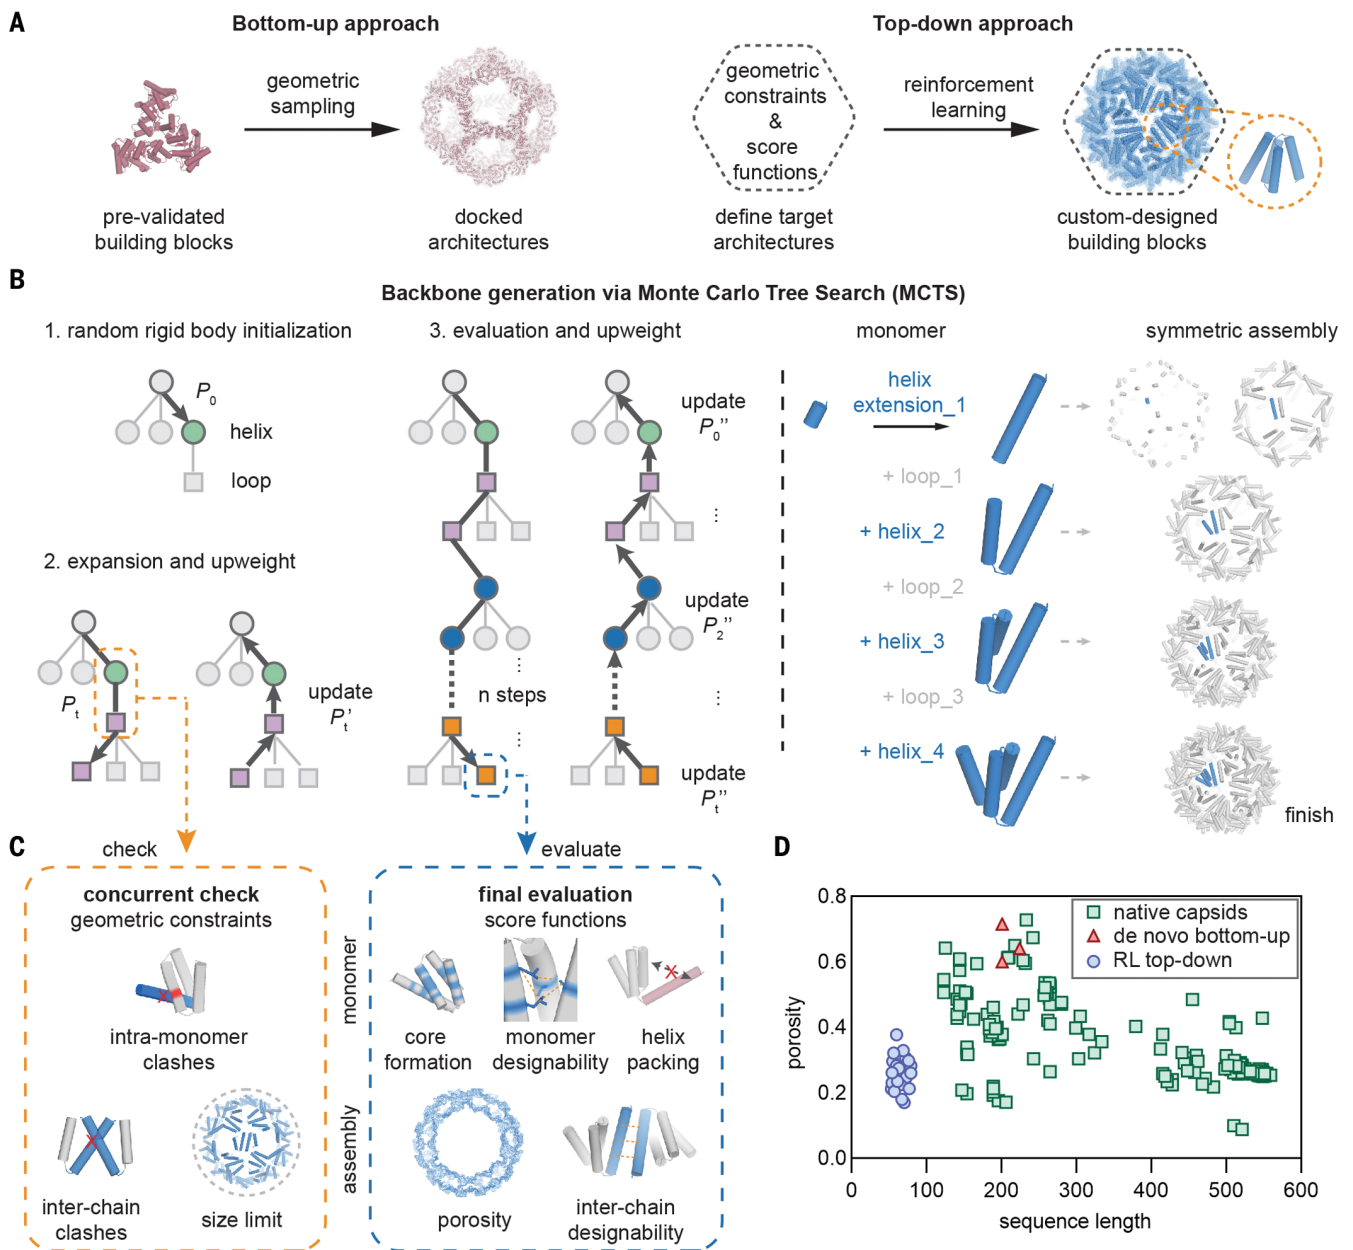 A
Bottom-up approach
geometric
sampling
pre-validated
building blocks
docked
architectures
Top-down approach
geometric
constraints
&
score
functions
reinforcement
learning
define target
architectures
custom-designed
building blocks
B
Backbone generation via Monte Carlo Tree Search (MCTS)
1. random rigid body initialization
P0
helix
loop
2. expansion and upweight
Pt
update
Pt'
3. evaluation and upweight
n steps
update
P0''
update
P2''
update
Pt''
monomer
symmetric assembly
helix
extension_1
+ loop_1
+ helix_2
+ loop_2
+ helix_3
+ loop_3
+ helix_4
finish
C
check
concurrent check
geometric constraints
intra-monomer
clashes
inter-chain
clashes
size limit
evaluate
final evaluation
score functions
monomer
core
formation
monomer
designability
helix
packing
assembly
porosity
inter-chain
designability
D
native capsids
de novo bottom-up
RL top-down
porosity
0.8
0.6
0.4
0.2
0.0
0 100 200 300 400 500 600
sequence length